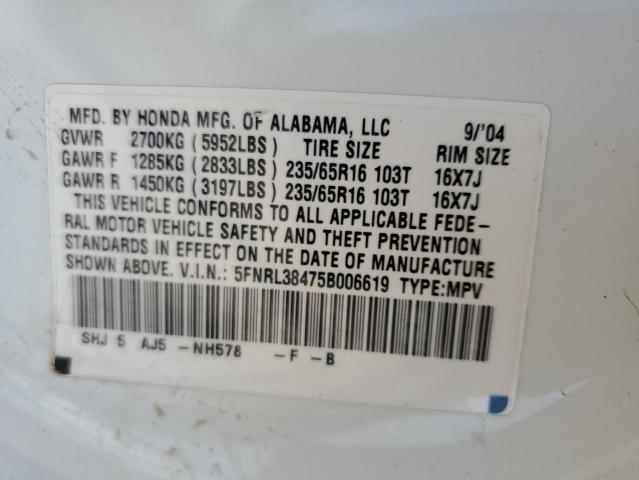 MFD. BY HONDA MFG. OF ALABAMA, LLC 9/'04
GVWR 2700KG (5952LBS) TIRE SIZE RIM SIZE
GAWR F 1285KG (2833LBS) 235/65R16 103T 16X7J
GAWR R 1450KG (3197LBS) 235/65R16 103T 16X7J
THIS VEHICLE CONFORMS TO ALL APPLICABLE FEDE-
RAL MOTOR VEHICLE SAFETY AND THEFT PREVENTION
STANDARDS IN EFFECT ON THE DATE OF MANUFACTURE
SHOWN ABOVE. V.I.N.: 5FNRL38475B006619 TYPE:MPV
SHJ 5 AJ5 -NH578 -F -B